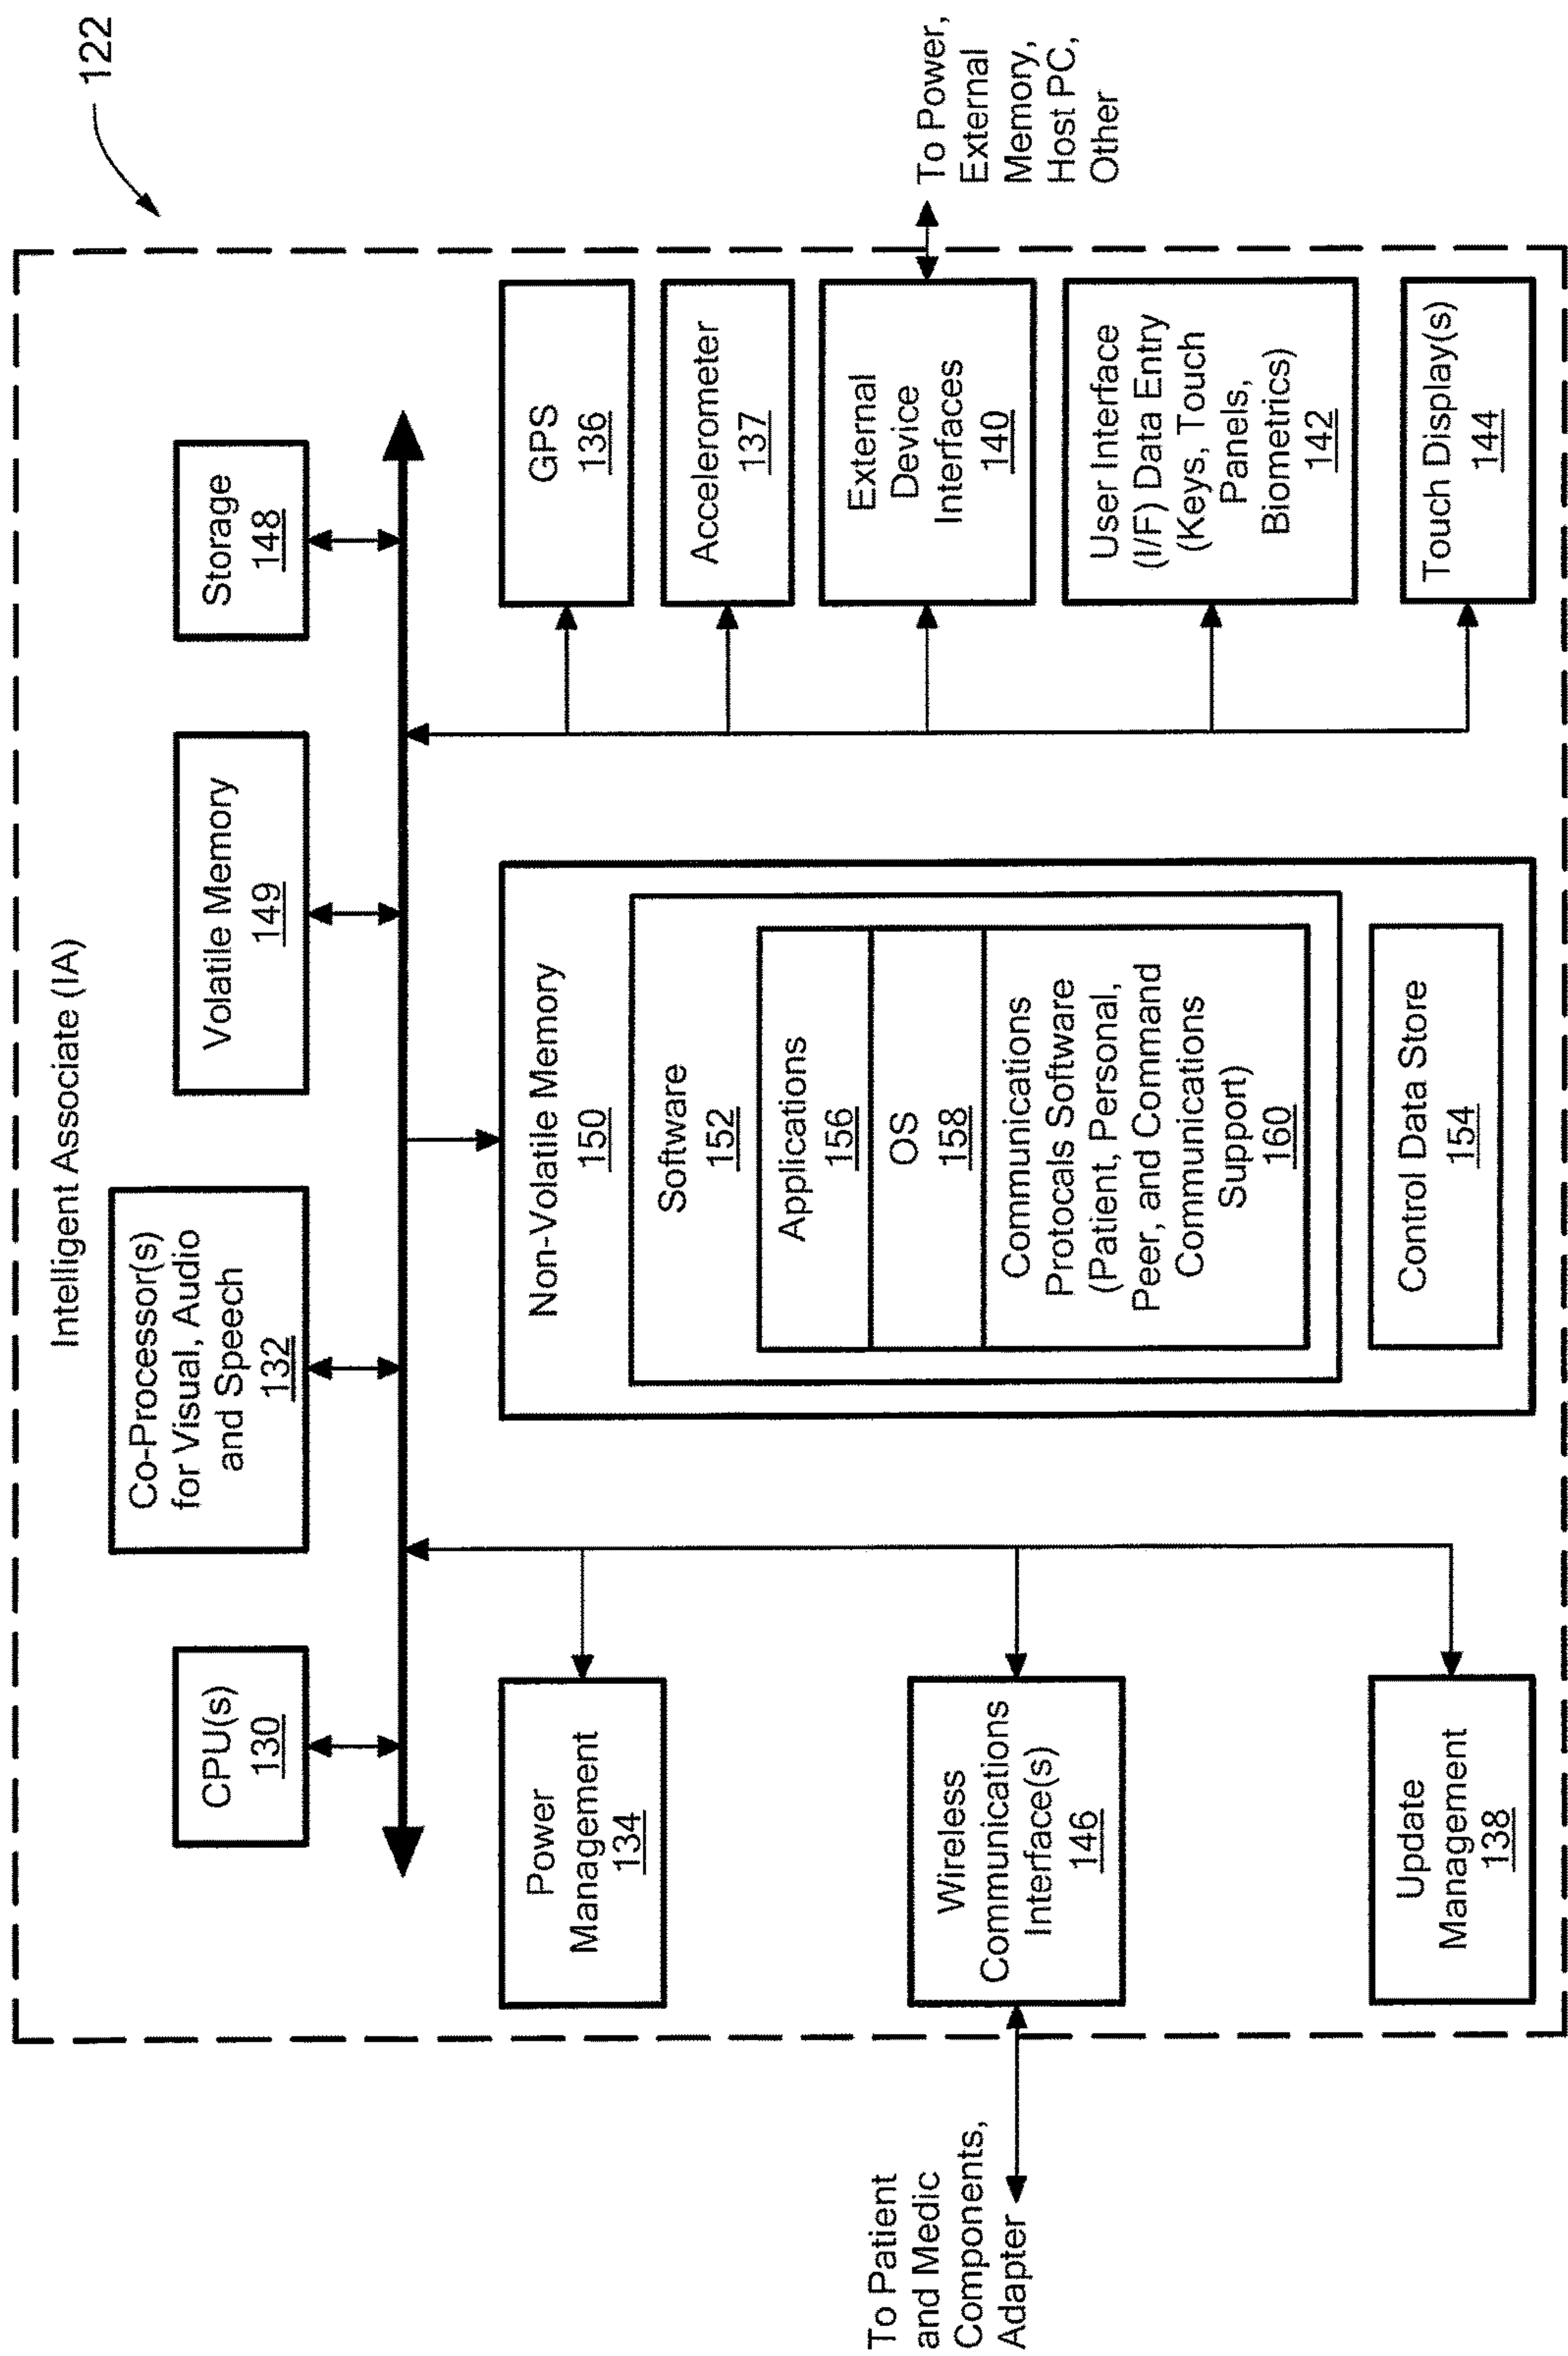 122
Intelligent Associate (IA)
CPU(s)
130
Co-Processor(s)
for Visual, Audio
and Speech
132
Volatile Memory
149
Storage
148
Power
Management
134
Wireless
Communications
Interface(s)
146
Update
Management
138
To Patient
and Medic
Components,
Adapter
Non-Volatile Memory
150
Software
152
Applications
156
OS
158
Communications
Protocals Software
(Patient, Personal,
Peer, and Command
Communications
Support)
160
Control Data Store
154
GPS
136
Accelerometer
137
External
Device
Interfaces
140
User Interface
(I/F) Data Entry
(Keys, Touch
Panels,
Biometrics)
142
Touch Display(s)
144
To Power,
External
Memory,
Host PC,
Other